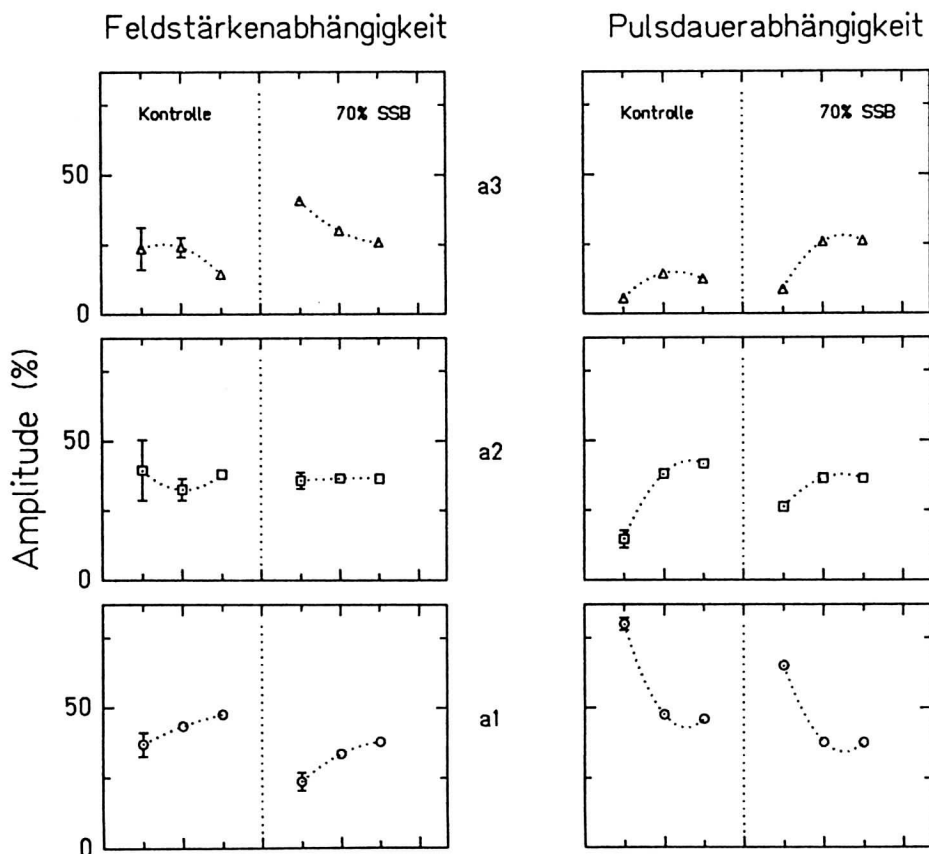 Feldstärkenabhängigkeit Pulsdauerabhängigkeit
Kontrolle 70% SSB Kontrolle 70% SSB
50
a3
0
Amplitude (%)
50
a2
0
50
a1
0